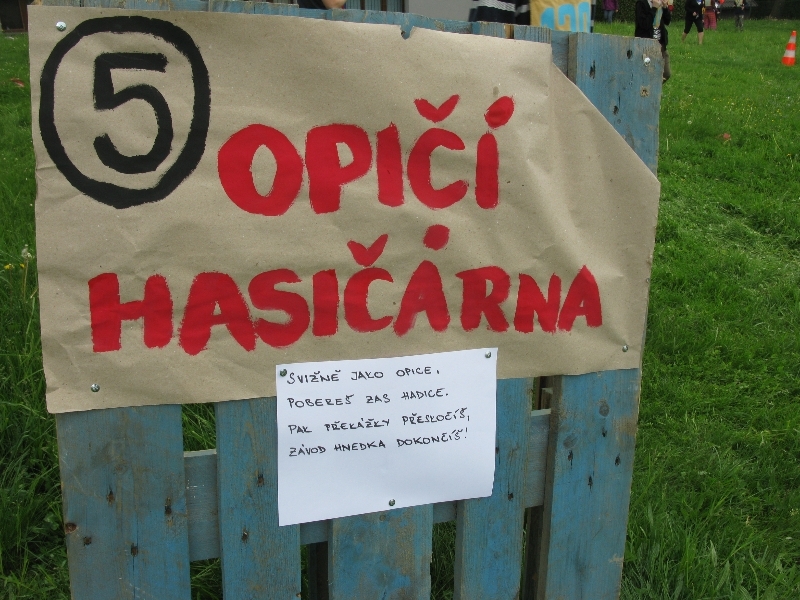 5
OPIČÍ
HASIČÁRNA
SVIŽNĚ JAKO OPICE,
POBEREŠ ZAS HADICE.
PAK PŘEKÁŽKY PŘESKOČÍŠ,
ZÁVOD HNEDKA DOKONČÍŠ!